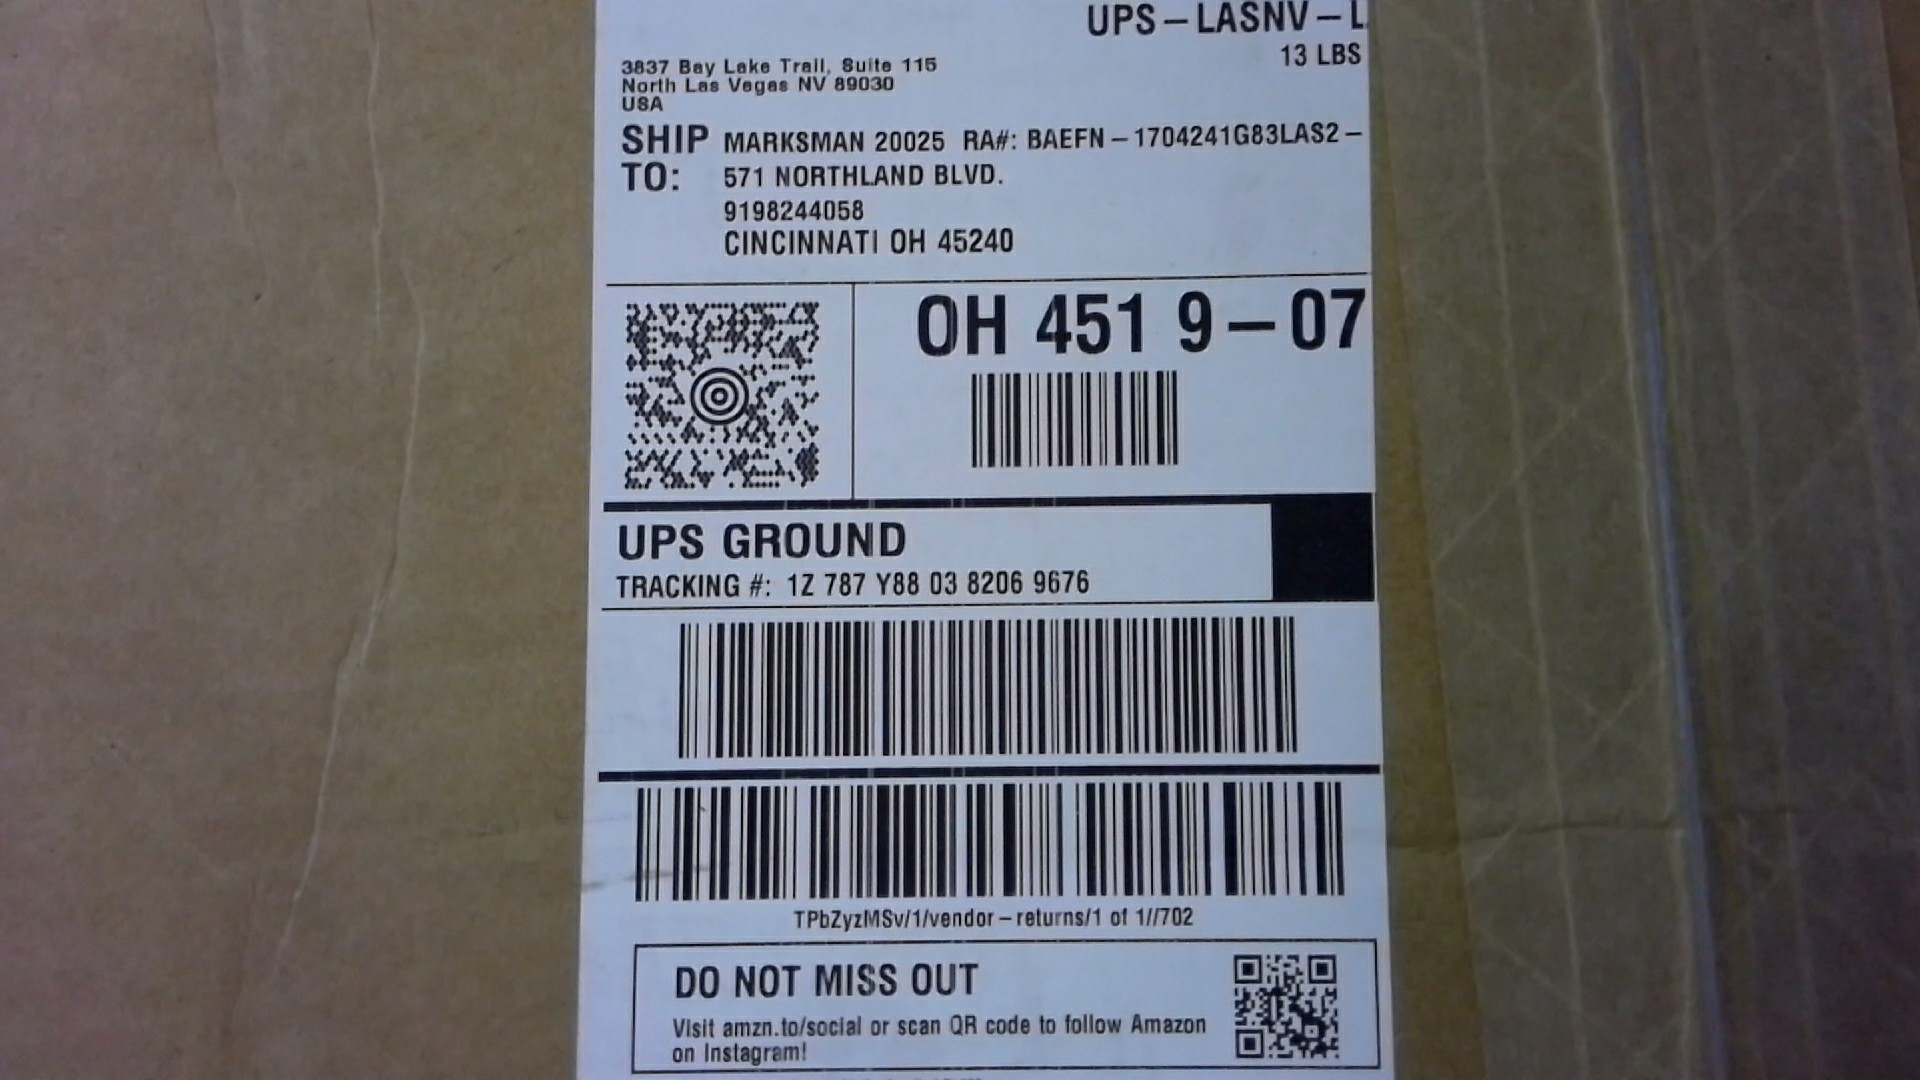 UPS – LASNV – L
13 LBS
3837 Bay Lake Trail, Suite 115
North Las Vegas NV 89030
USA
SHIP TO: MARKSMAN 20025 RA#: BAEFN – 1704241G83LAS2 –
571 NORTHLAND BLVD.
9198244058
CINCINNATI OH 45240
OH 451 9 – 07
UPS GROUND
TRACKING #: 1Z 787 Y88 03 8206 9676
TPbZyzMSv/1/vendor – returns/1 of 1//702
DO NOT MISS OUT
Visit amzn.to/social or scan QR code to follow Amazon
on Instagram!